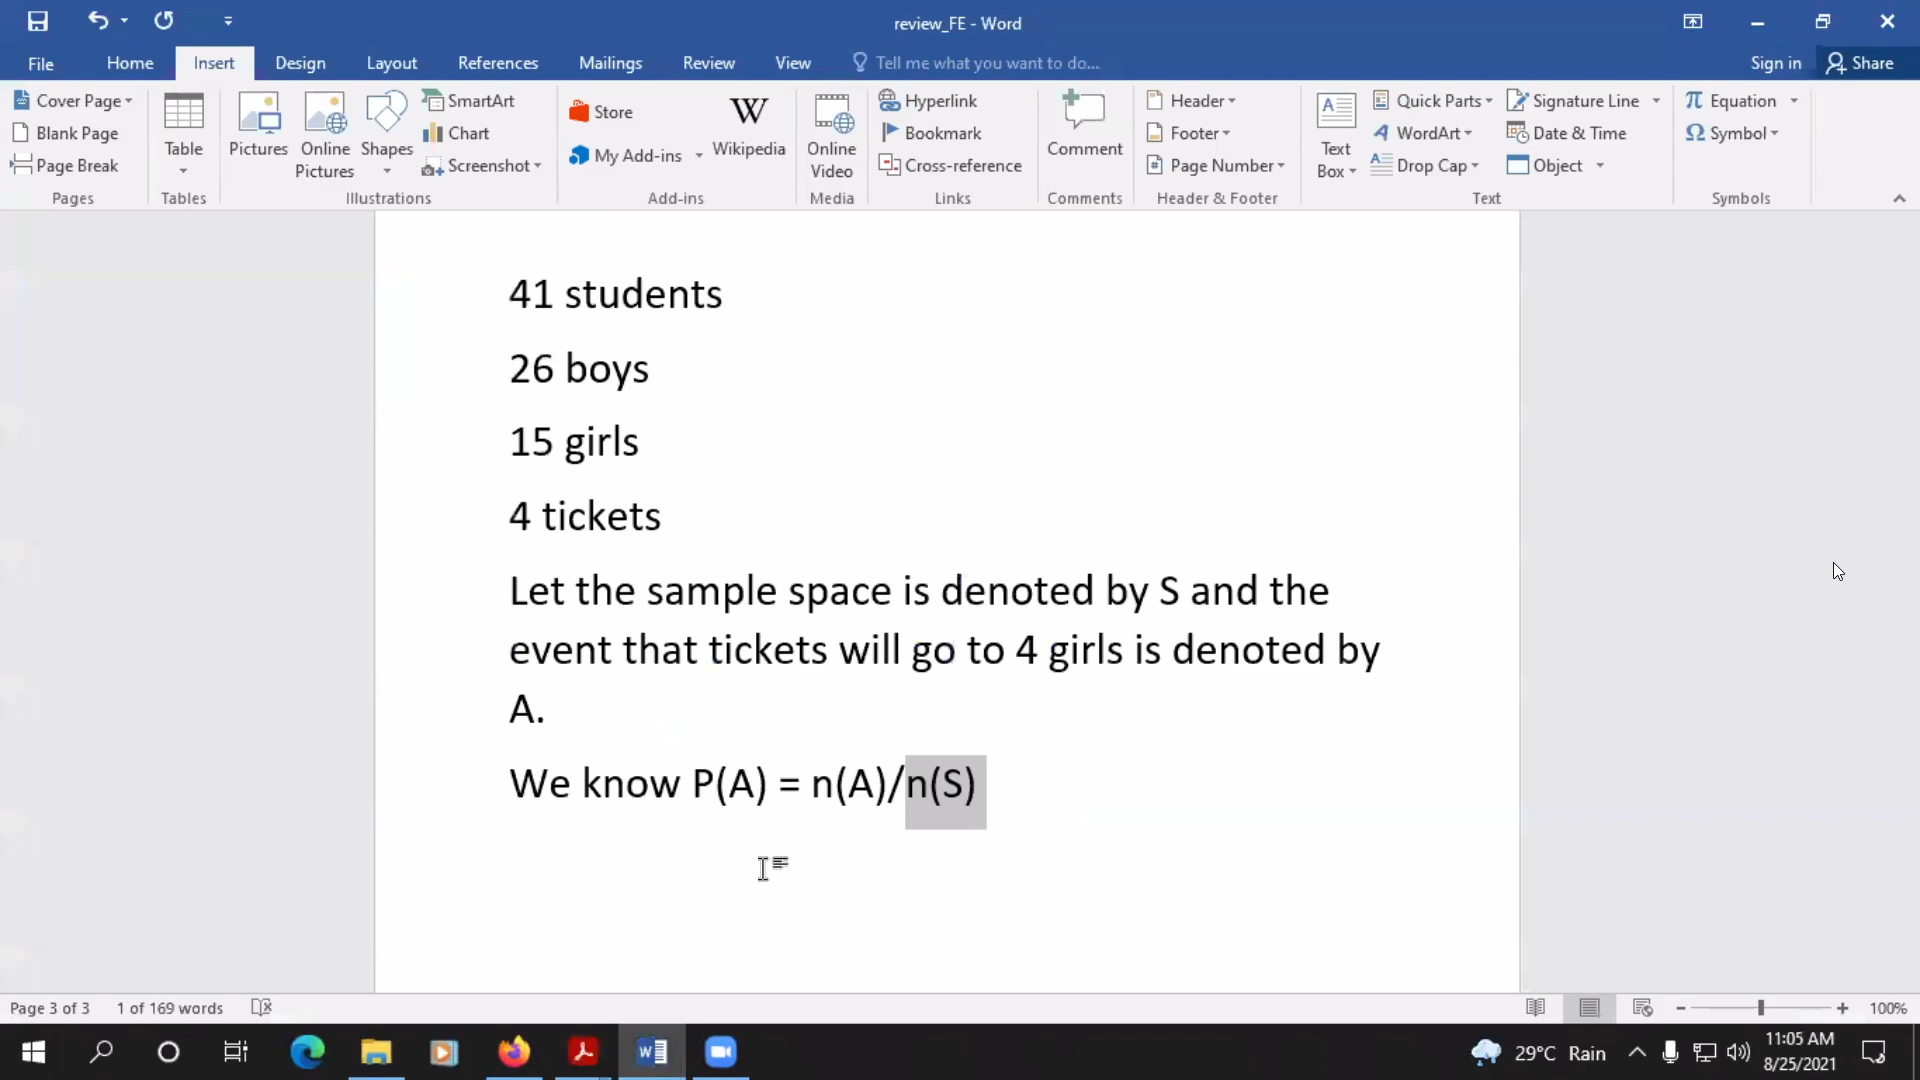 review_FE - Word
File Home Insert Design Layout References Mailings Review View Tell me what you want to do... Sign in Share
Cover Page
Blank Page
Page Break
Pages
Table
Tables
Pictures
Online
Pictures
Shapes
SmartArt
Chart
Screenshot
Illustrations
Store
My Add-ins
W
Wikipedia
Add-ins
Online
Video
Media
Hyperlink
Bookmark
Cross-reference
Links
Comment
Comments
Header
Footer
Page Number
Header & Footer
Text
Box
Quick Parts
WordArt
Drop Cap
Signature Line
Date & Time
Object
Text
π Equation
Ω Symbol
Symbols
41 students
26 boys
15 girls
4 tickets
Let the sample space is denoted by S and the
event that tickets will go to 4 girls is denoted by
A.
We know P(A) = n(A)/n(S)
Page 3 of 3 1 of 169 words 100%
29°C Rain 11:05 AM
8/25/2021